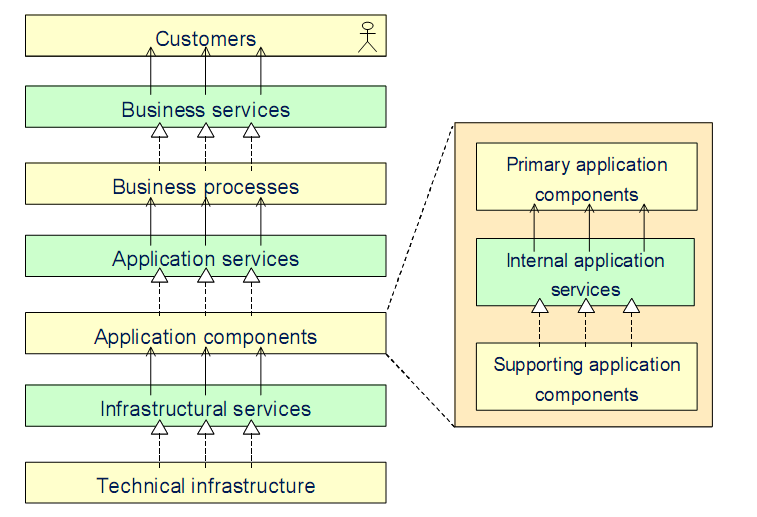 Customers
Business services
Business processes
Application services
Application components
Infrastructural services
Technical infrastructure
Primary application
components
Internal application
services
Supporting application
components